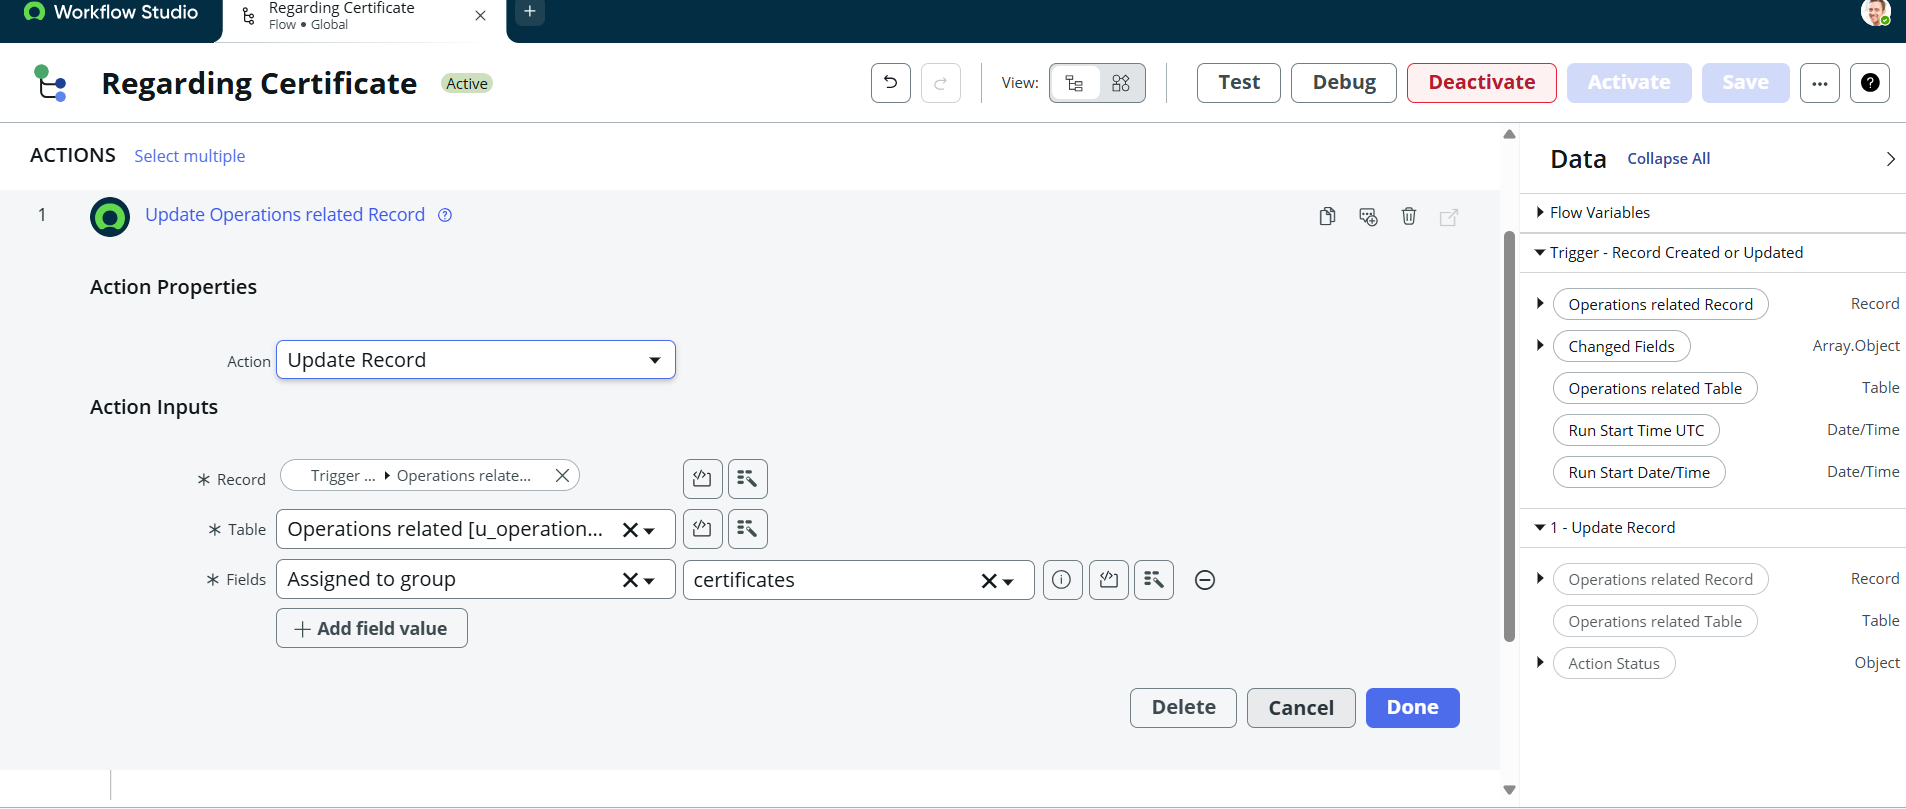 Workflow Studio
Regarding Certificate
Flow • Global
Regarding Certificate
Active
View:
Test
Debug
Deactivate
Activate
Save
ACTIONS
Select multiple
1
Update Operations related Record
Action Properties
Action
Update Record
Action Inputs
* Record
Trigger ...
Operations relate...
* Table
Operations related [u_operation...
* Fields
Assigned to group
certificates
+ Add field value
Delete
Cancel
Done
Data
Collapse All
Flow Variables
Trigger - Record Created or Updated
Operations related Record
Record
Changed Fields
Array.Object
Operations related Table
Table
Run Start Time UTC
Date/Time
Run Start Date/Time
Date/Time
1 - Update Record
Operations related Record
Record
Operations related Table
Table
Action Status
Object